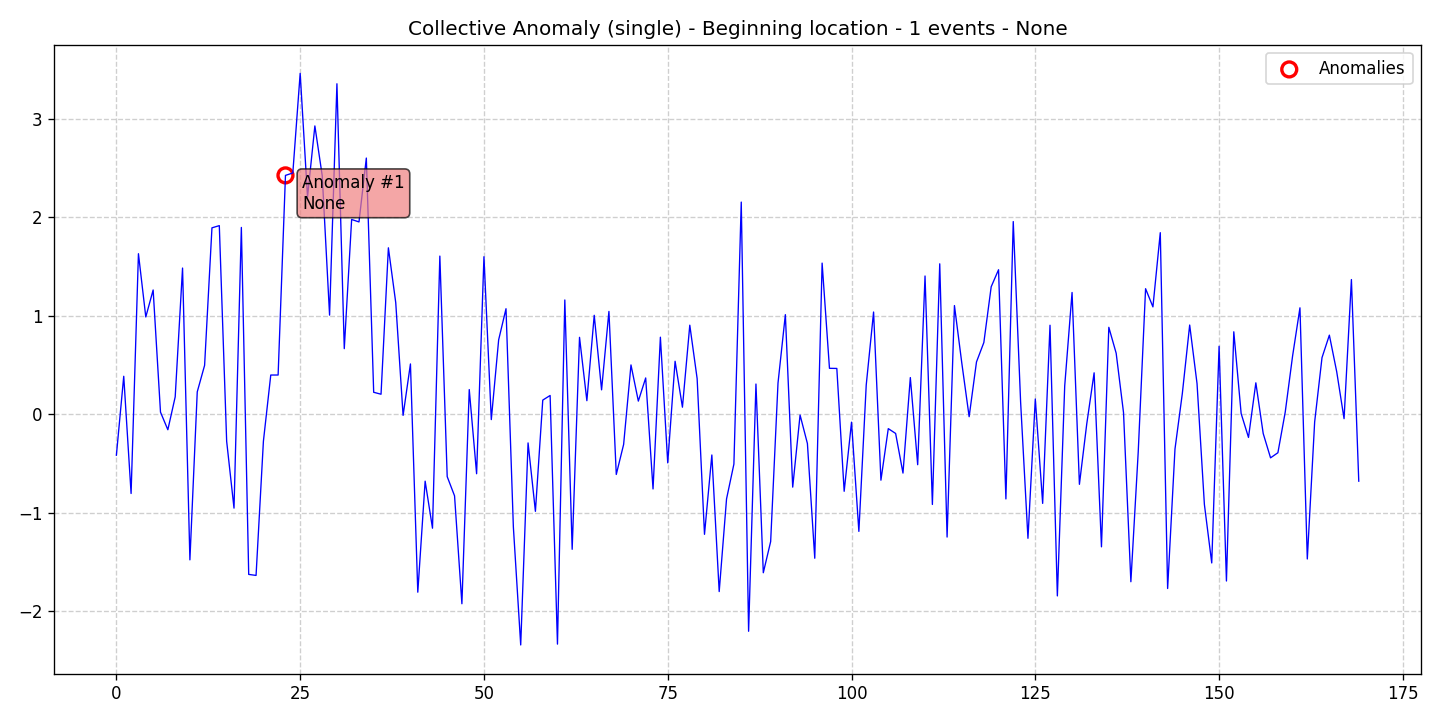 Collective Anomaly (single) - Beginning location - 1 events - None
Anomalies
Anomaly #1
None
3
2
1
0
−1
−2
0 25 50 75 100 125 150 175